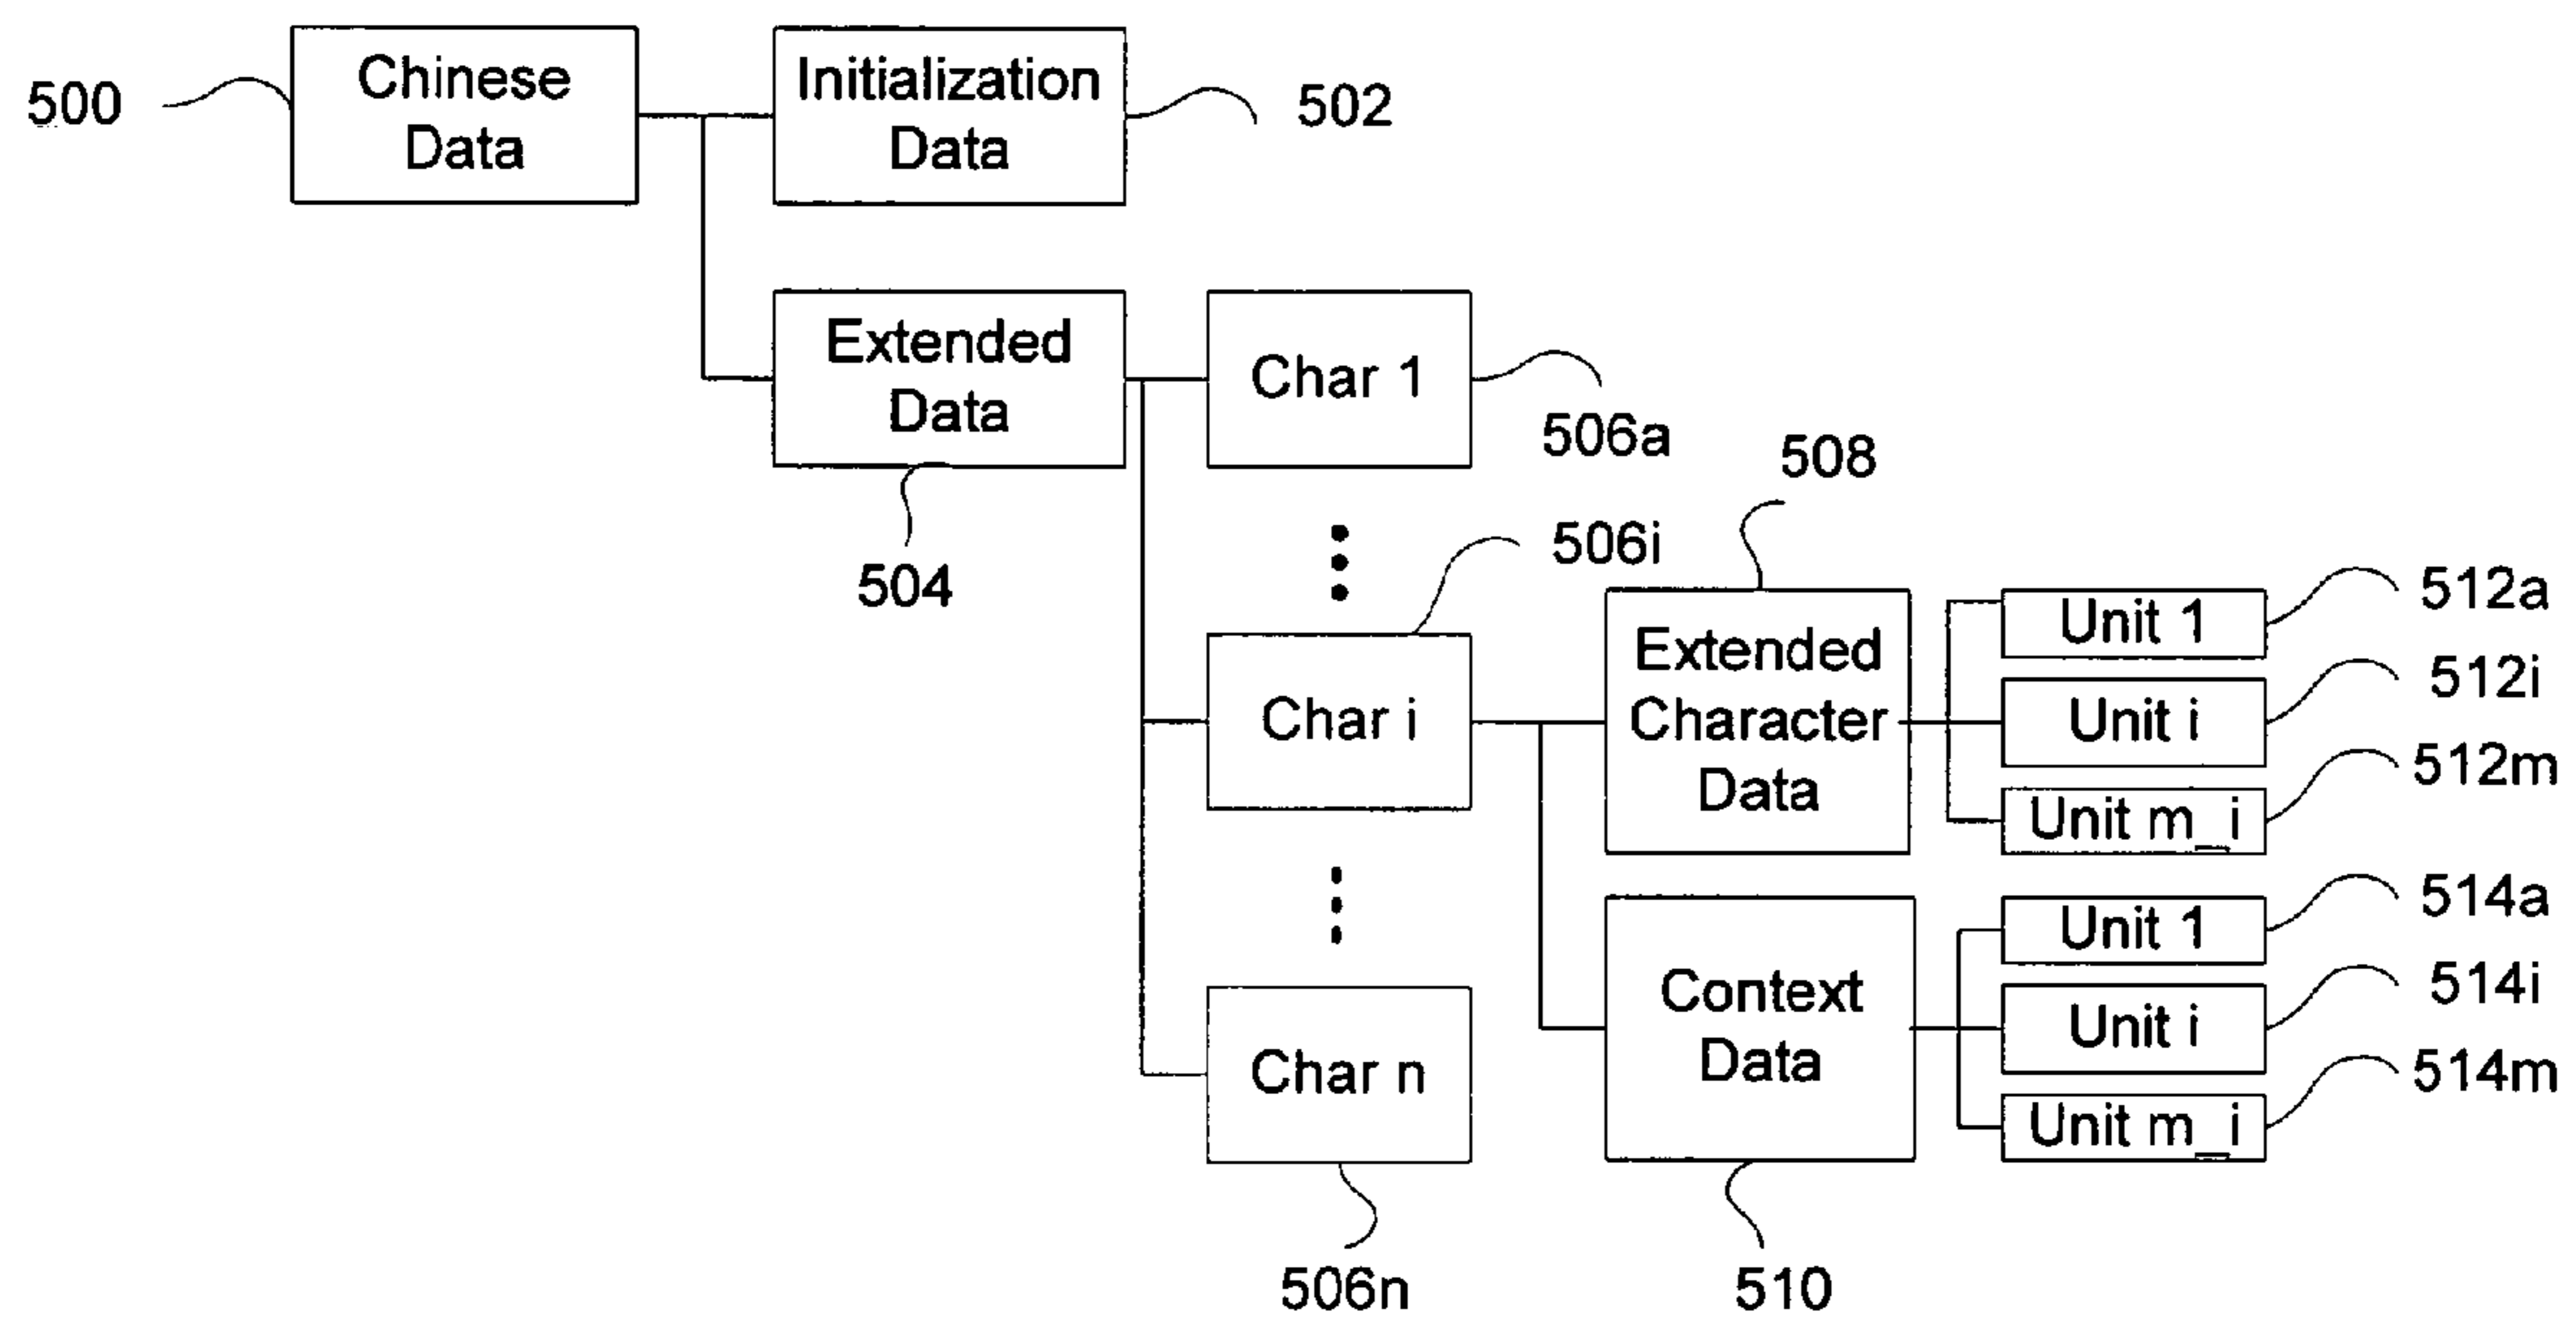 500
Chinese
Data
Initialization
Data
502
Extended
Data
504
Char 1
506a
506i
Char i
508
Extended
Character
Data
Unit 1
512a
Unit i
512i
Unit m_i
512m
Context
Data
510
Unit 1
514a
Unit i
514i
Unit m_i
514m
Char n
506n